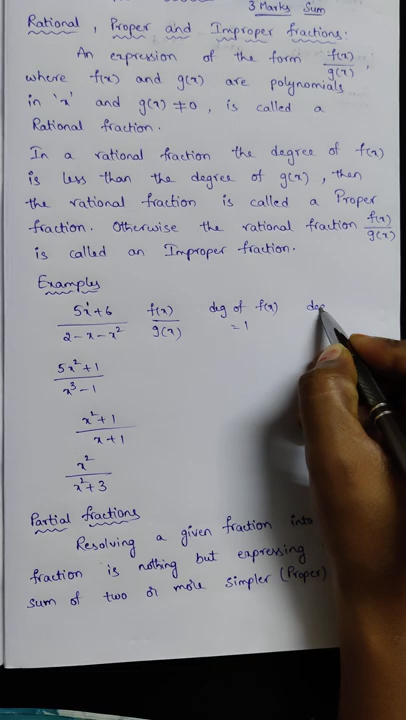 3 Marks Sum
Rational, Proper and Improper fractions:
An expression of the form f(x)/g(x),
where f(x) and g(x) are polynomials
in 'x' and g(x) ≠ 0, is called a
Rational fraction.
In a rational fraction the degree of f(x)
is less than the degree of g(x), then
the rational fraction is called a Proper
fraction. Otherwise the rational fraction f(x)/g(x)
is called an Improper fraction.
Examples
5x¹+6 / 2-x-x² f(x)/g(x) deg of f(x) = 1 deg
5x²+1 / x³-1
x²+1 / x+1
x² / x²+3
Partial fractions
Resolving a given fraction into
fraction is nothing but expressing
sum of two or more simpler (Proper)